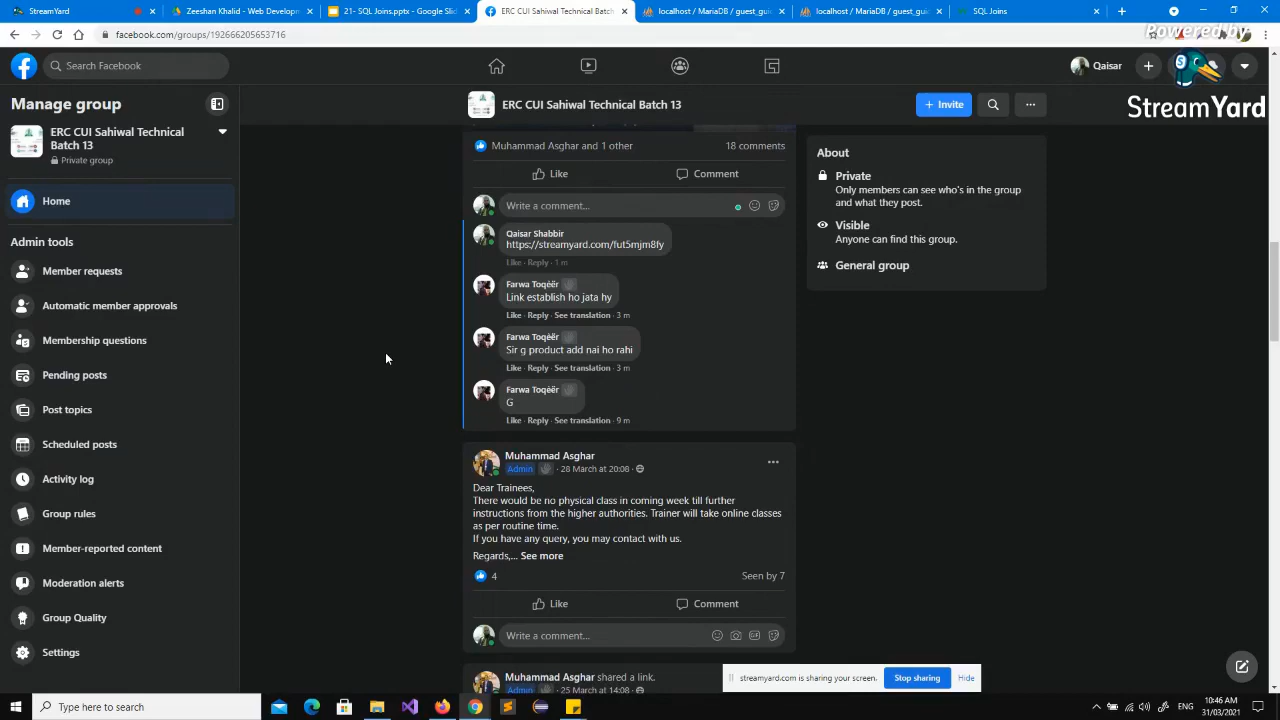 StreamYard
Zeeshan Khalid - Web Developm
21- SQL Joins.pptx - Google Slid
ERC CUI Sahiwal Technical Batch
localhost / MariaDB / guest_gui
localhost / MariaDB / guest_gui
SQL Joins
facebook.com/groups/192666205653716
Powered by
Search Facebook
Qaisar
StreamYard
Manage group
ERC CUI Sahiwal Technical
Batch 13
Private group
Home
Admin tools
Member requests
Automatic member approvals
Membership questions
Pending posts
Post topics
Scheduled posts
Activity log
Group rules
Member-reported content
Moderation alerts
Group Quality
Settings
ERC CUI Sahiwal Technical Batch 13
+ Invite
Muhammad Asghar and 1 other
18 comments
Like
Comment
Write a comment...
Qaisar Shabbir
https://streamyard.com/fut5mjm8fy
Like · Reply · 1 m
Farwa Toqèër
Link establish ho jata hy
Like · Reply · See translation · 3 m
Farwa Toqèër
Sir g product add nai ho rahi
Like · Reply · See translation · 3 m
Farwa Toqèër
G
Like · Reply · See translation · 9 m
Muhammad Asghar
Admin · 28 March at 20:08 ·
Dear Trainees,
There would be no physical class in coming week till further
instructions from the higher authorities. Trainer will take online classes
as per routine time.
If you have any query, you may contact with us.
Regards,... See more
4
Seen by 7
Like
Comment
Write a comment...
Muhammad Asghar shared a link.
Admin · 25 March at 14:08 ·
About
Private
Only members can see who's in the group
and what they post.
Visible
Anyone can find this group.
General group
streamyard.com is sharing your screen.
Stop sharing
Hide
Type here to search
ENG
10:46 AM
31/03/2021